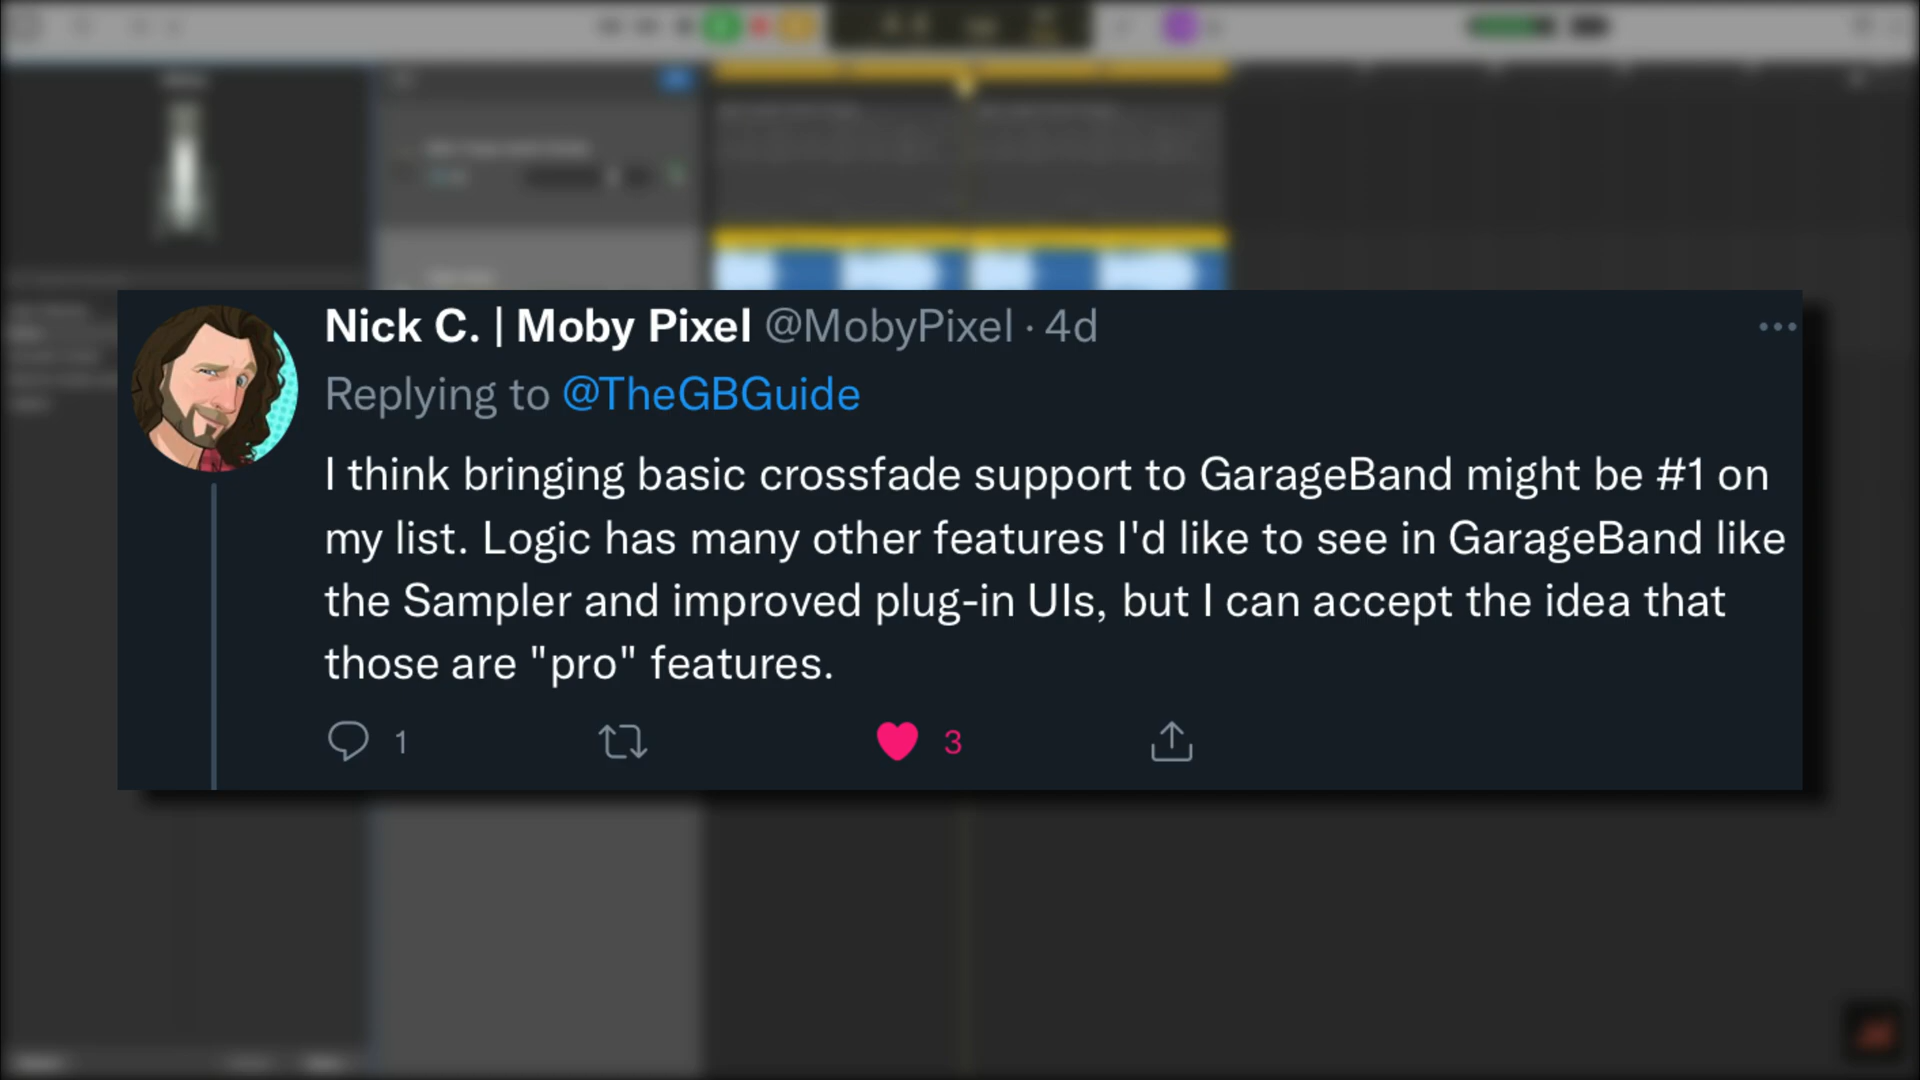 Nick C. | Moby Pixel @MobyPixel · 4d
Replying to @TheGBGuide
I think bringing basic crossfade support to GarageBand might be #1 on
my list. Logic has many other features I'd like to see in GarageBand like
the Sampler and improved plug-in UIs, but I can accept the idea that
those are "pro" features.
1 3